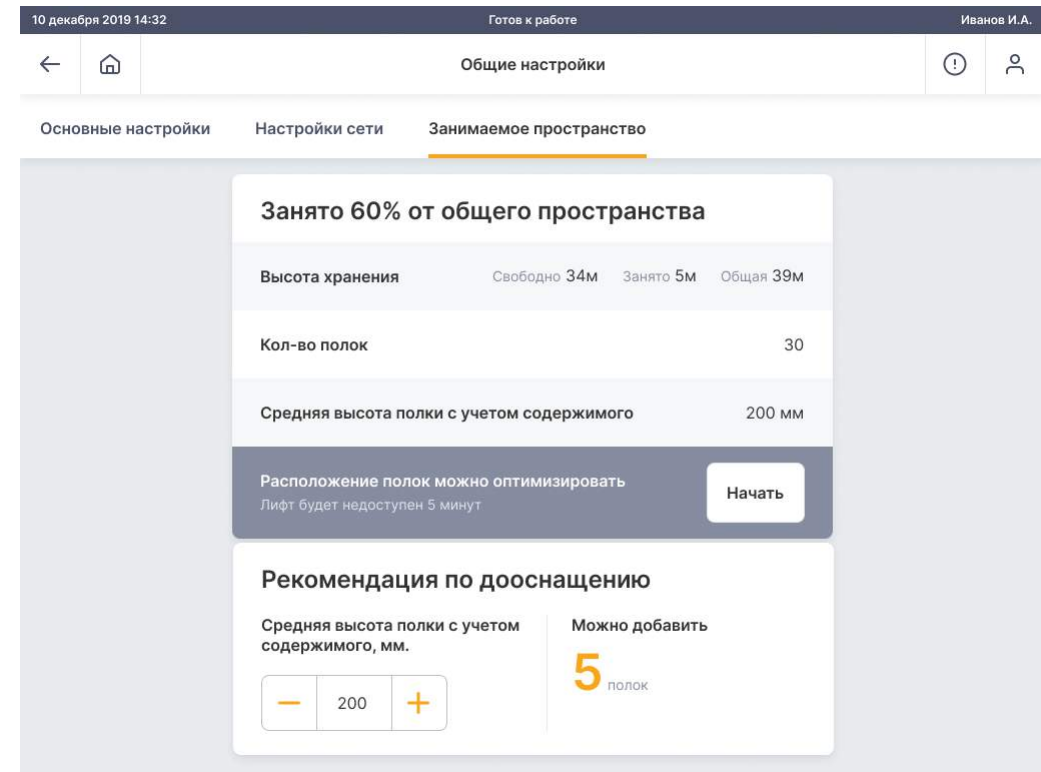 10 декабря 2019 14:32 Готов к работе Иванов И.А.
Общие настройки
Основные настройки Настройки сети Занимаемое пространство
Занято 60% от общего пространства
Высота хранения Свободно 34м Занято 5м Общая 39м
Кол-во полок 30
Средняя высота полки с учетом содержимого 200 мм
Расположение полок можно оптимизировать
Лифт будет недоступен 5 минут
Начать
Рекомендация по дооснащению
Средняя высота полки с учетом
содержимого, мм.
− 200 +
Можно добавить
5 полок